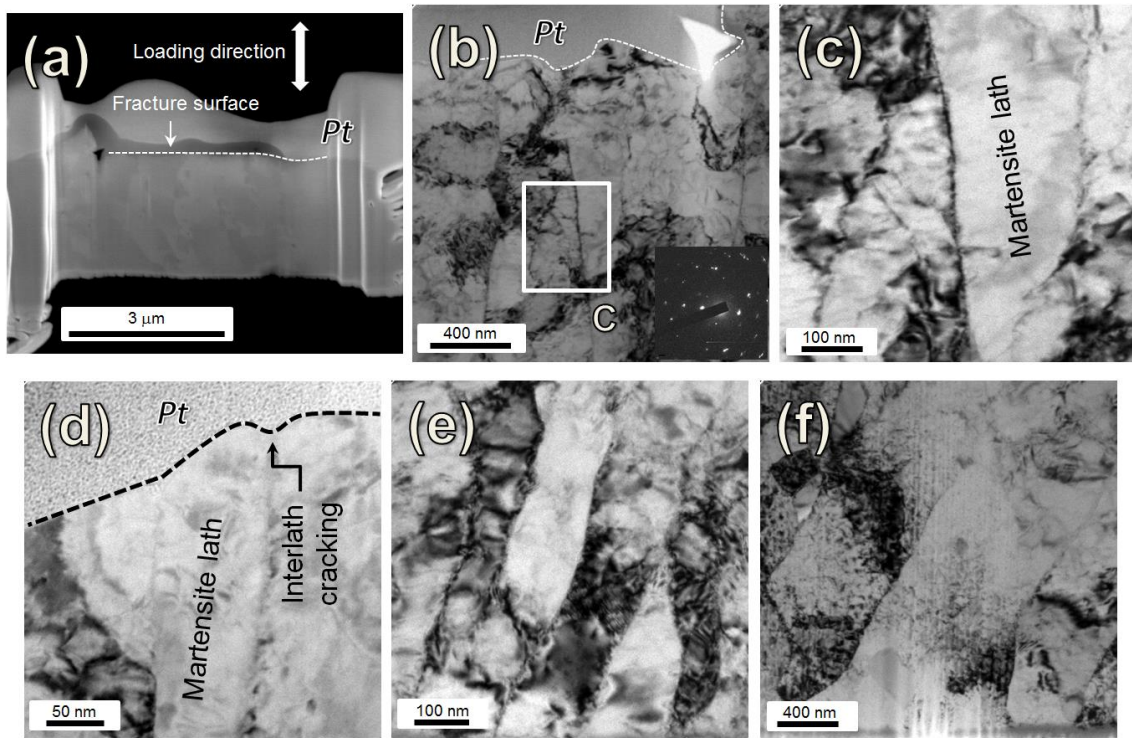 (a)
Loading direction
Fracture surface
Pt
3 μm
(b)
Pt
C
400 nm
(c)
Martensite lath
100 nm
(d)
Pt
Martensite lath
Interlath
cracking
50 nm
(e)
100 nm
(f)
400 nm